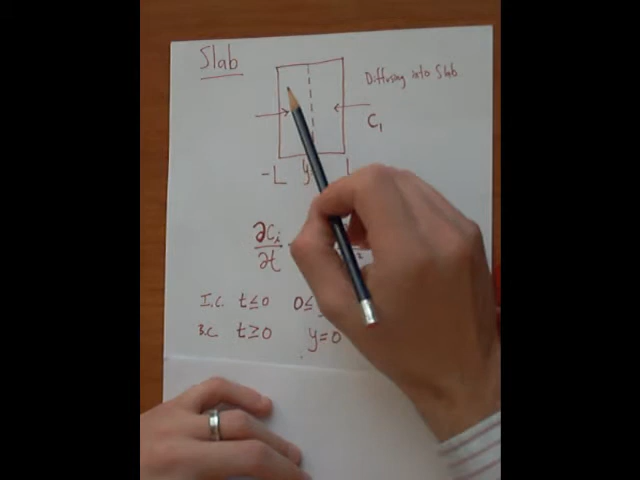 Slab
Diffusing into Slab
C₁
-L y L
∂Cᵢ
∂t
I.C. t≤0 0≤
B.C. t≥0 y=0